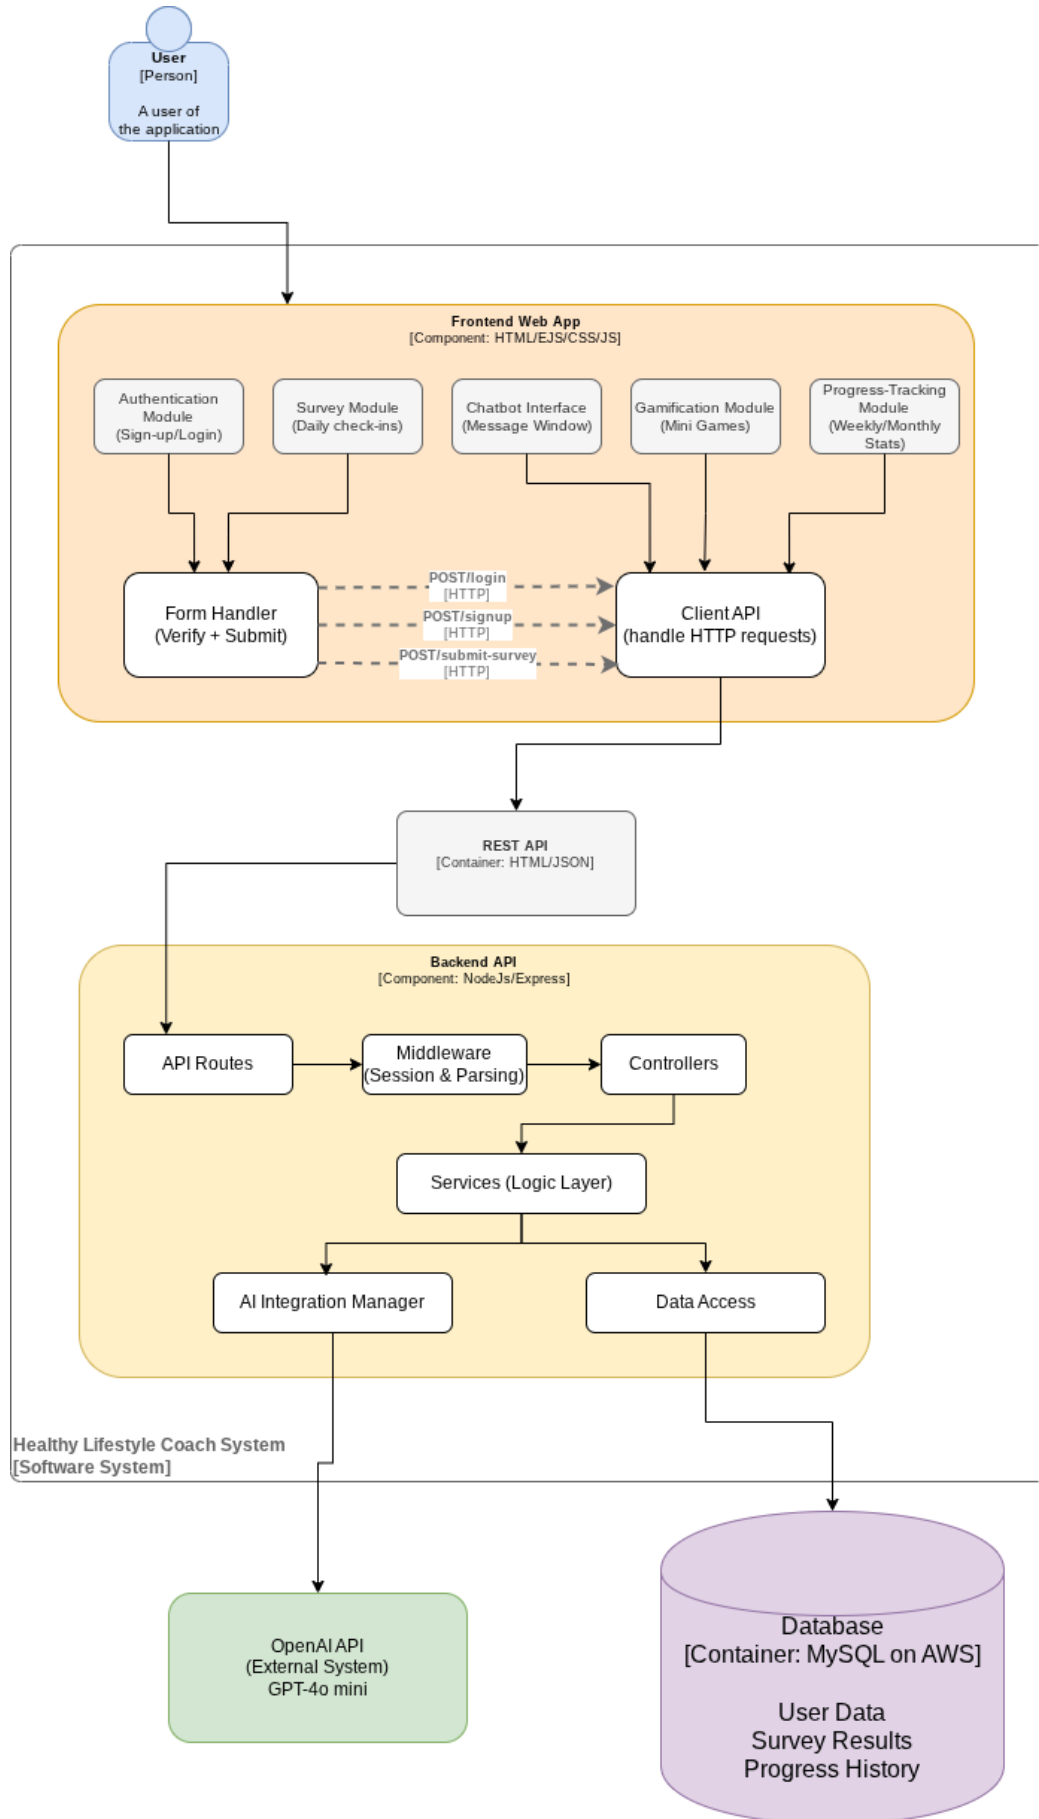 User
[Person]
A user of
the application
Frontend Web App
[Component: HTML/EJS/CSS/JS]
Authentication
Module
(Sign-up/Login)
Survey Module
(Daily check-ins)
Chatbot Interface
(Message Window)
Gamification Module
(Mini Games)
Progress-Tracking
Module
(Weekly/Monthly
Stats)
Form Handler
(Verify + Submit)
POST/login
[HTTP]
POST/signup
[HTTP]
POST/submit-survey
[HTTP]
Client API
(handle HTTP requests)
REST API
[Container: HTML/JSON]
Backend API
[Component: NodeJs/Express]
API Routes
Middleware
(Session & Parsing)
Controllers
Services (Logic Layer)
AI Integration Manager
Data Access
Healthy Lifestyle Coach System
[Software System]
OpenAI API
(External System)
GPT-4o mini
Database
[Container: MySQL on AWS]
User Data
Survey Results
Progress History